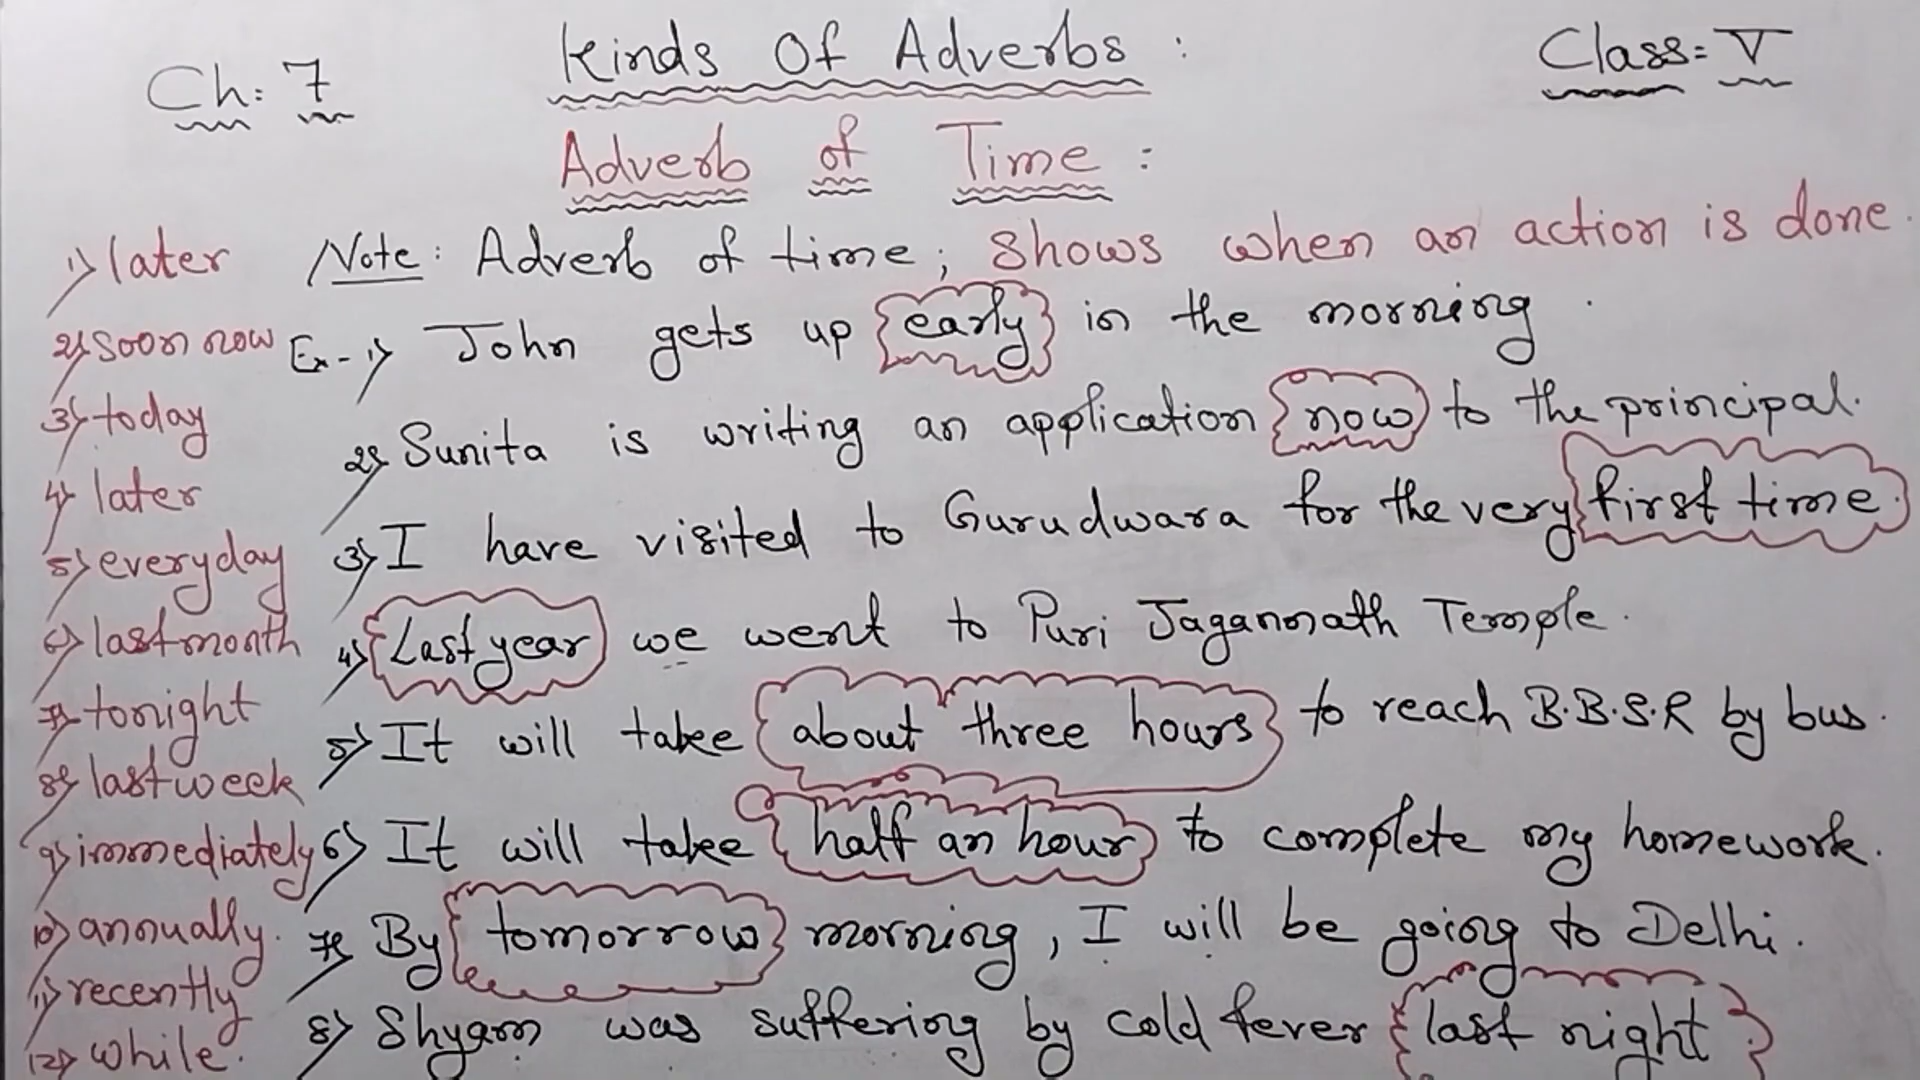 Ch: 7
Kinds Of Adverbs :
Class: V
Adverb of Time :
Note: Adverb of time; shows when an action is done.
Ex-1) John gets up early in the morning.
2) Sunita is writing an application now to the principal.
3) I have visited to Gurudwara for the very first time.
4) Last year we went to Puri Jagannath Temple.
5) It will take about three hours to reach B.B.S.R by bus.
6) It will take half an hour to complete my homework.
7) By tomorrow morning, I will be going to Delhi.
8) Shyam was suffering by cold fever last night
1) later
2) soon now
3) today
4) later
5) everyday
6) last month
7) tonight
8) last week
9) immediately
10) annually.
11) recently
12) while.